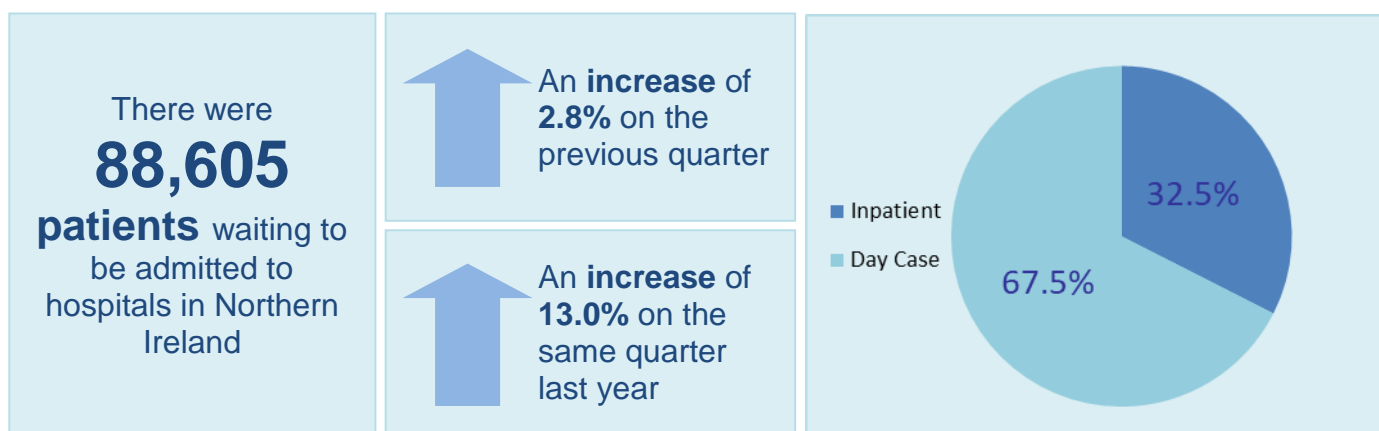 There were
88,605
patients waiting to
be admitted to
hospitals in Northern
Ireland
An increase of
2.8% on the
previous quarter
An increase of
13.0% on the
same quarter
last year
Inpatient
Day Case
32.5%
67.5%